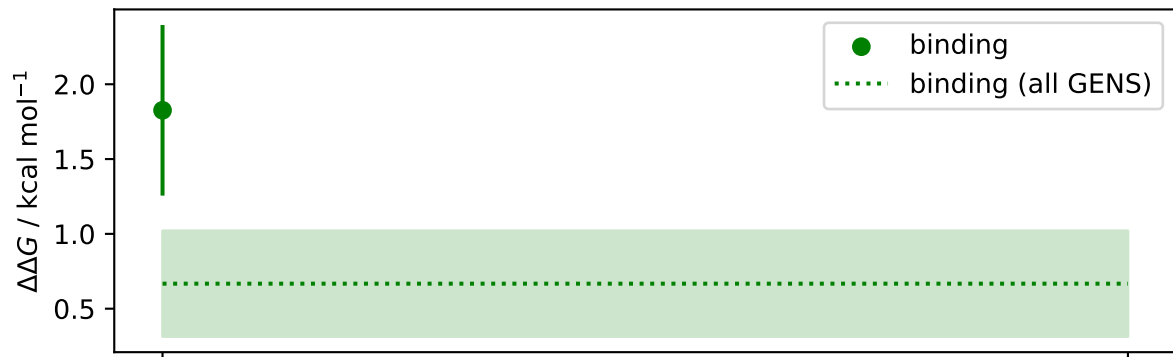 ΔΔG / kcal mol⁻¹
2.0
1.5
1.0
0.5
binding
binding (all GENS)